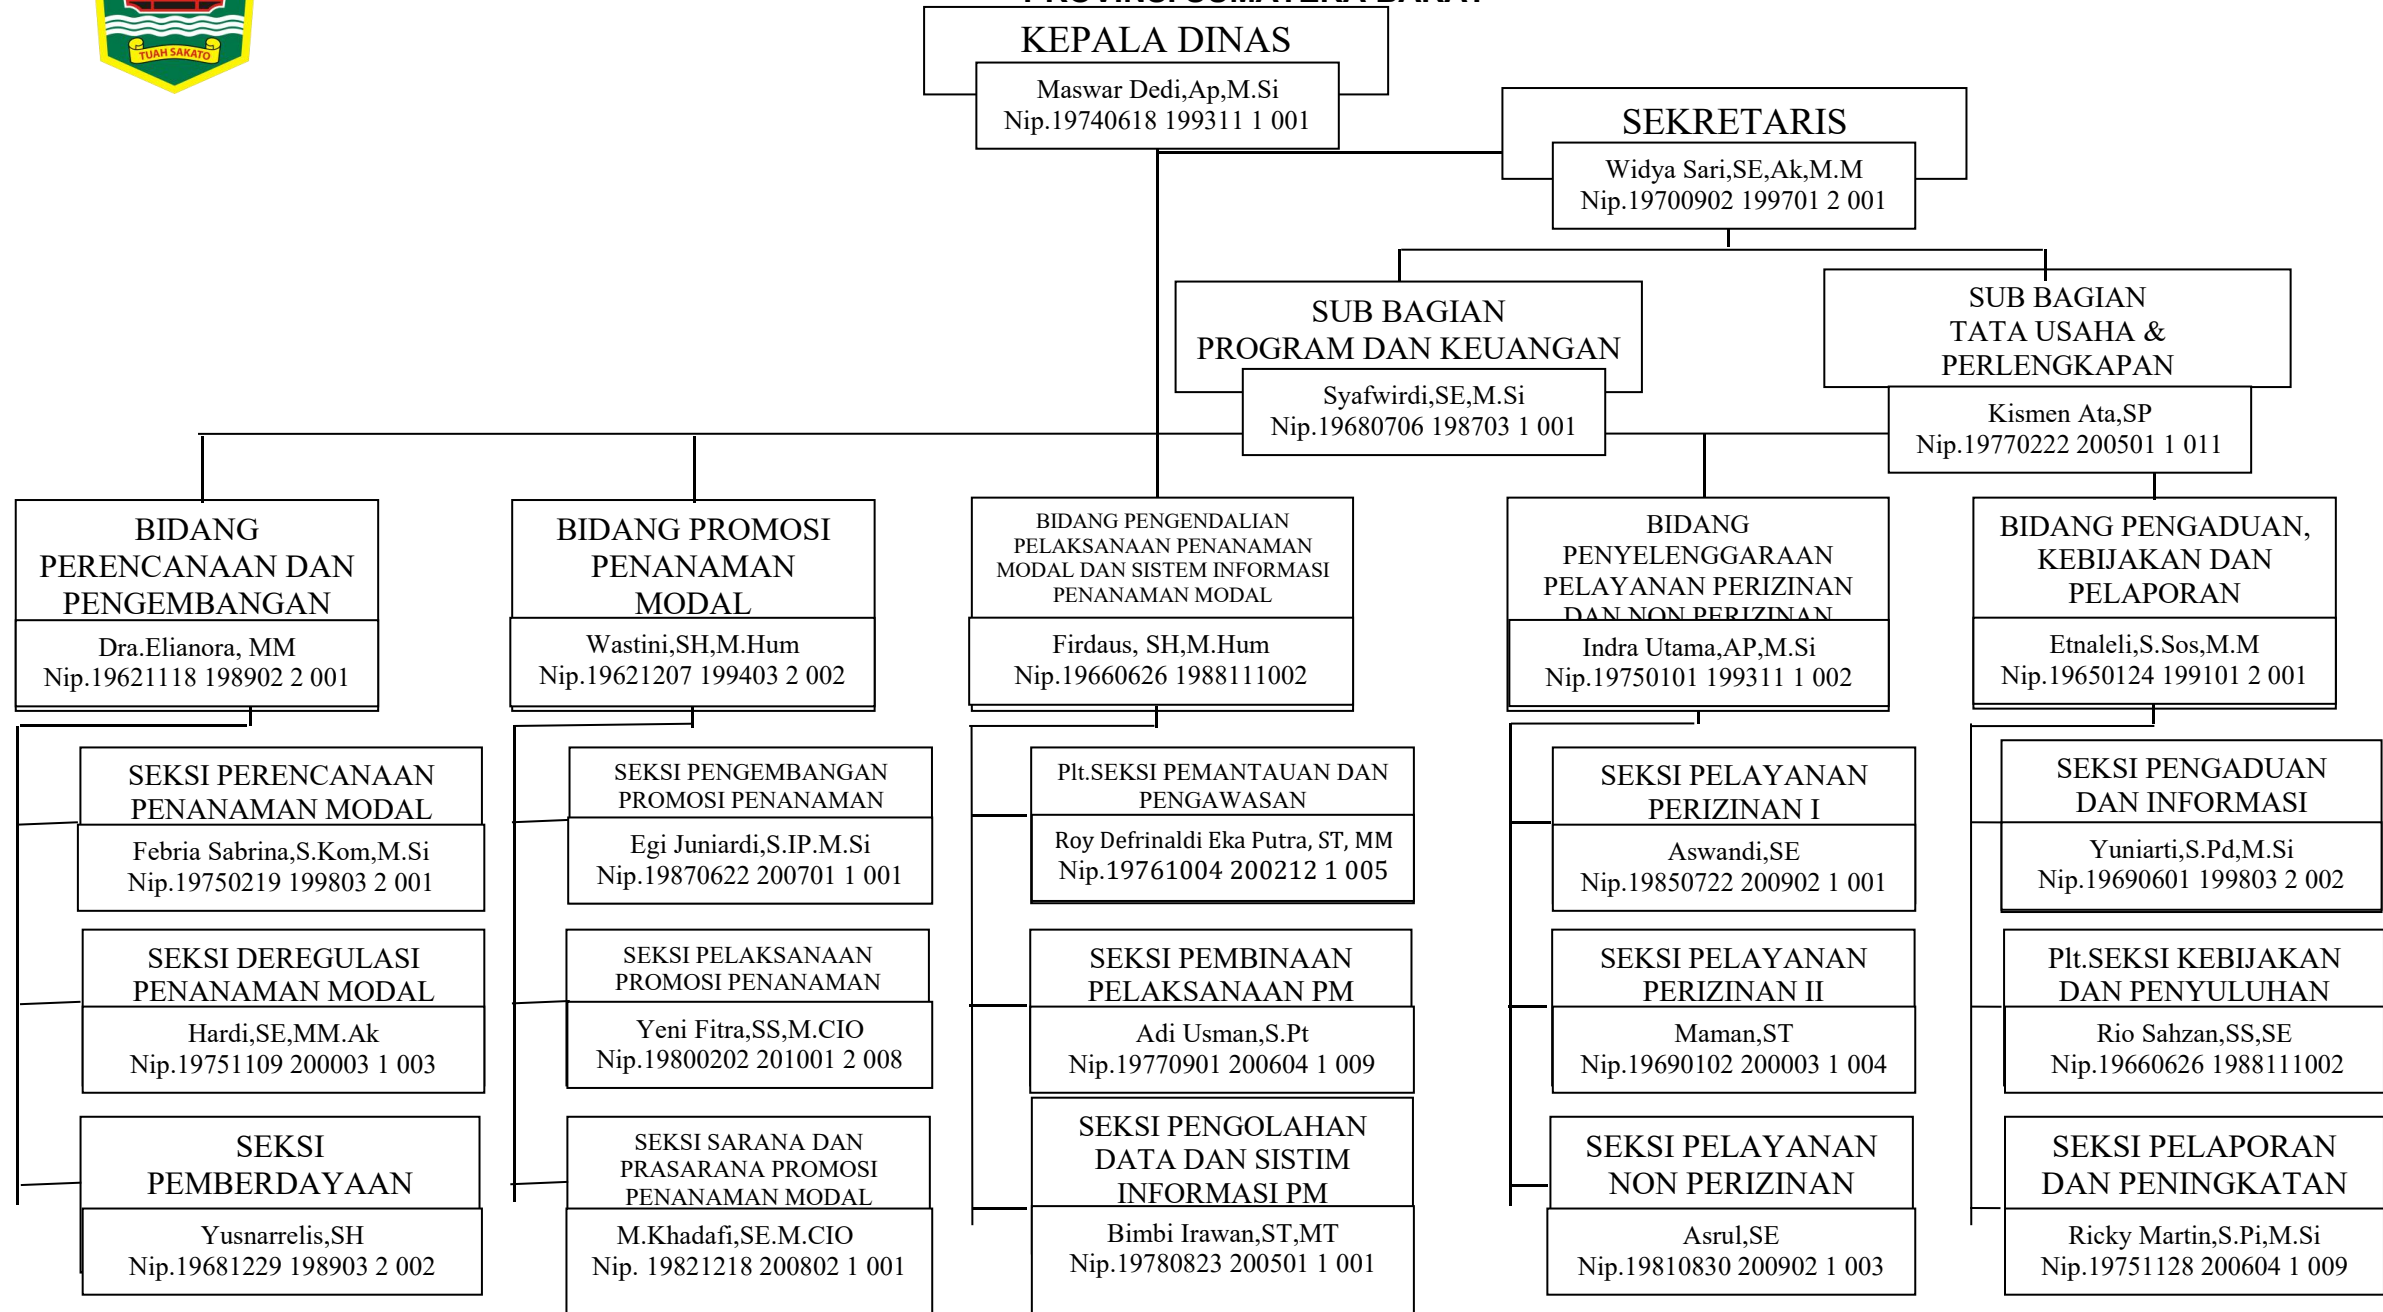 PROVINSI SUMATERA BARAT
TUAH SAKATO
KEPALA DINAS
Maswar Dedi,Ap,M.Si
Nip.19740618 199311 1 001
SEKRETARIS
Widya Sari,SE,Ak,M.M
Nip.19700902 199701 2 001
SUB BAGIAN
PROGRAM DAN KEUANGAN
Syafwirdi,SE,M.Si
Nip.19680706 198703 1 001
SUB BAGIAN
TATA USAHA &
PERLENGKAPAN
Kismen Ata,SP
Nip.19770222 200501 1 011
BIDANG
PERENCANAAN DAN
PENGEMBANGAN
Dra.Elianora, MM
Nip.19621118 198902 2 001
SEKSI PERENCANAAN
PENANAMAN MODAL
Febria Sabrina,S.Kom,M.Si
Nip.19750219 199803 2 001
SEKSI DEREGULASI
PENANAMAN MODAL
Hardi,SE,MM.Ak
Nip.19751109 200003 1 003
SEKSI
PEMBERDAYAAN
Yusnarrelis,SH
Nip.19681229 198903 2 002
BIDANG PROMOSI
PENANAMAN
MODAL
Wastini,SH,M.Hum
Nip.19621207 199403 2 002
SEKSI PENGEMBANGAN
PROMOSI PENANAMAN
Egi Juniardi,S.IP.M.Si
Nip.19870622 200701 1 001
SEKSI PELAKSANAAN
PROMOSI PENANAMAN
Yeni Fitra,SS,M.CIO
Nip.19800202 201001 2 008
SEKSI SARANA DAN
PRASARANA PROMOSI
PENANAMAN MODAL
M.Khadafi,SE.M.CIO
Nip. 19821218 200802 1 001
BIDANG PENGENDALIAN
PELAKSANAAN PENANAMAN
MODAL DAN SISTEM INFORMASI
PENANAMAN MODAL
Firdaus, SH,M.Hum
Nip.19660626 1988111002
Plt.SEKSI PEMANTAUAN DAN
PENGAWASAN
Roy Defrinaldi Eka Putra, ST, MM
Nip.19761004 200212 1 005
SEKSI PEMBINAAN
PELAKSANAAN PM
Adi Usman,S.Pt
Nip.19770901 200604 1 009
SEKSI PENGOLAHAN
DATA DAN SISTIM
INFORMASI PM
Bimbi Irawan,ST,MT
Nip.19780823 200501 1 001
BIDANG
PENYELENGGARAAN
PELAYANAN PERIZINAN
DAN NON PERIZINAN
Indra Utama,AP,M.Si
Nip.19750101 199311 1 002
SEKSI PELAYANAN
PERIZINAN I
Aswandi,SE
Nip.19850722 200902 1 001
SEKSI PELAYANAN
PERIZINAN II
Maman,ST
Nip.19690102 200003 1 004
SEKSI PELAYANAN
NON PERIZINAN
Asrul,SE
Nip.19810830 200902 1 003
BIDANG PENGADUAN,
KEBIJAKAN DAN
PELAPORAN
Etnaleli,S.Sos,M.M
Nip.19650124 199101 2 001
SEKSI PENGADUAN
DAN INFORMASI
Yuniarti,S.Pd,M.Si
Nip.19690601 199803 2 002
Plt.SEKSI KEBIJAKAN
DAN PENYULUHAN
Rio Sahzan,SS,SE
Nip.19660626 1988111002
SEKSI PELAPORAN
DAN PENINGKATAN
Ricky Martin,S.Pi,M.Si
Nip.19751128 200604 1 009